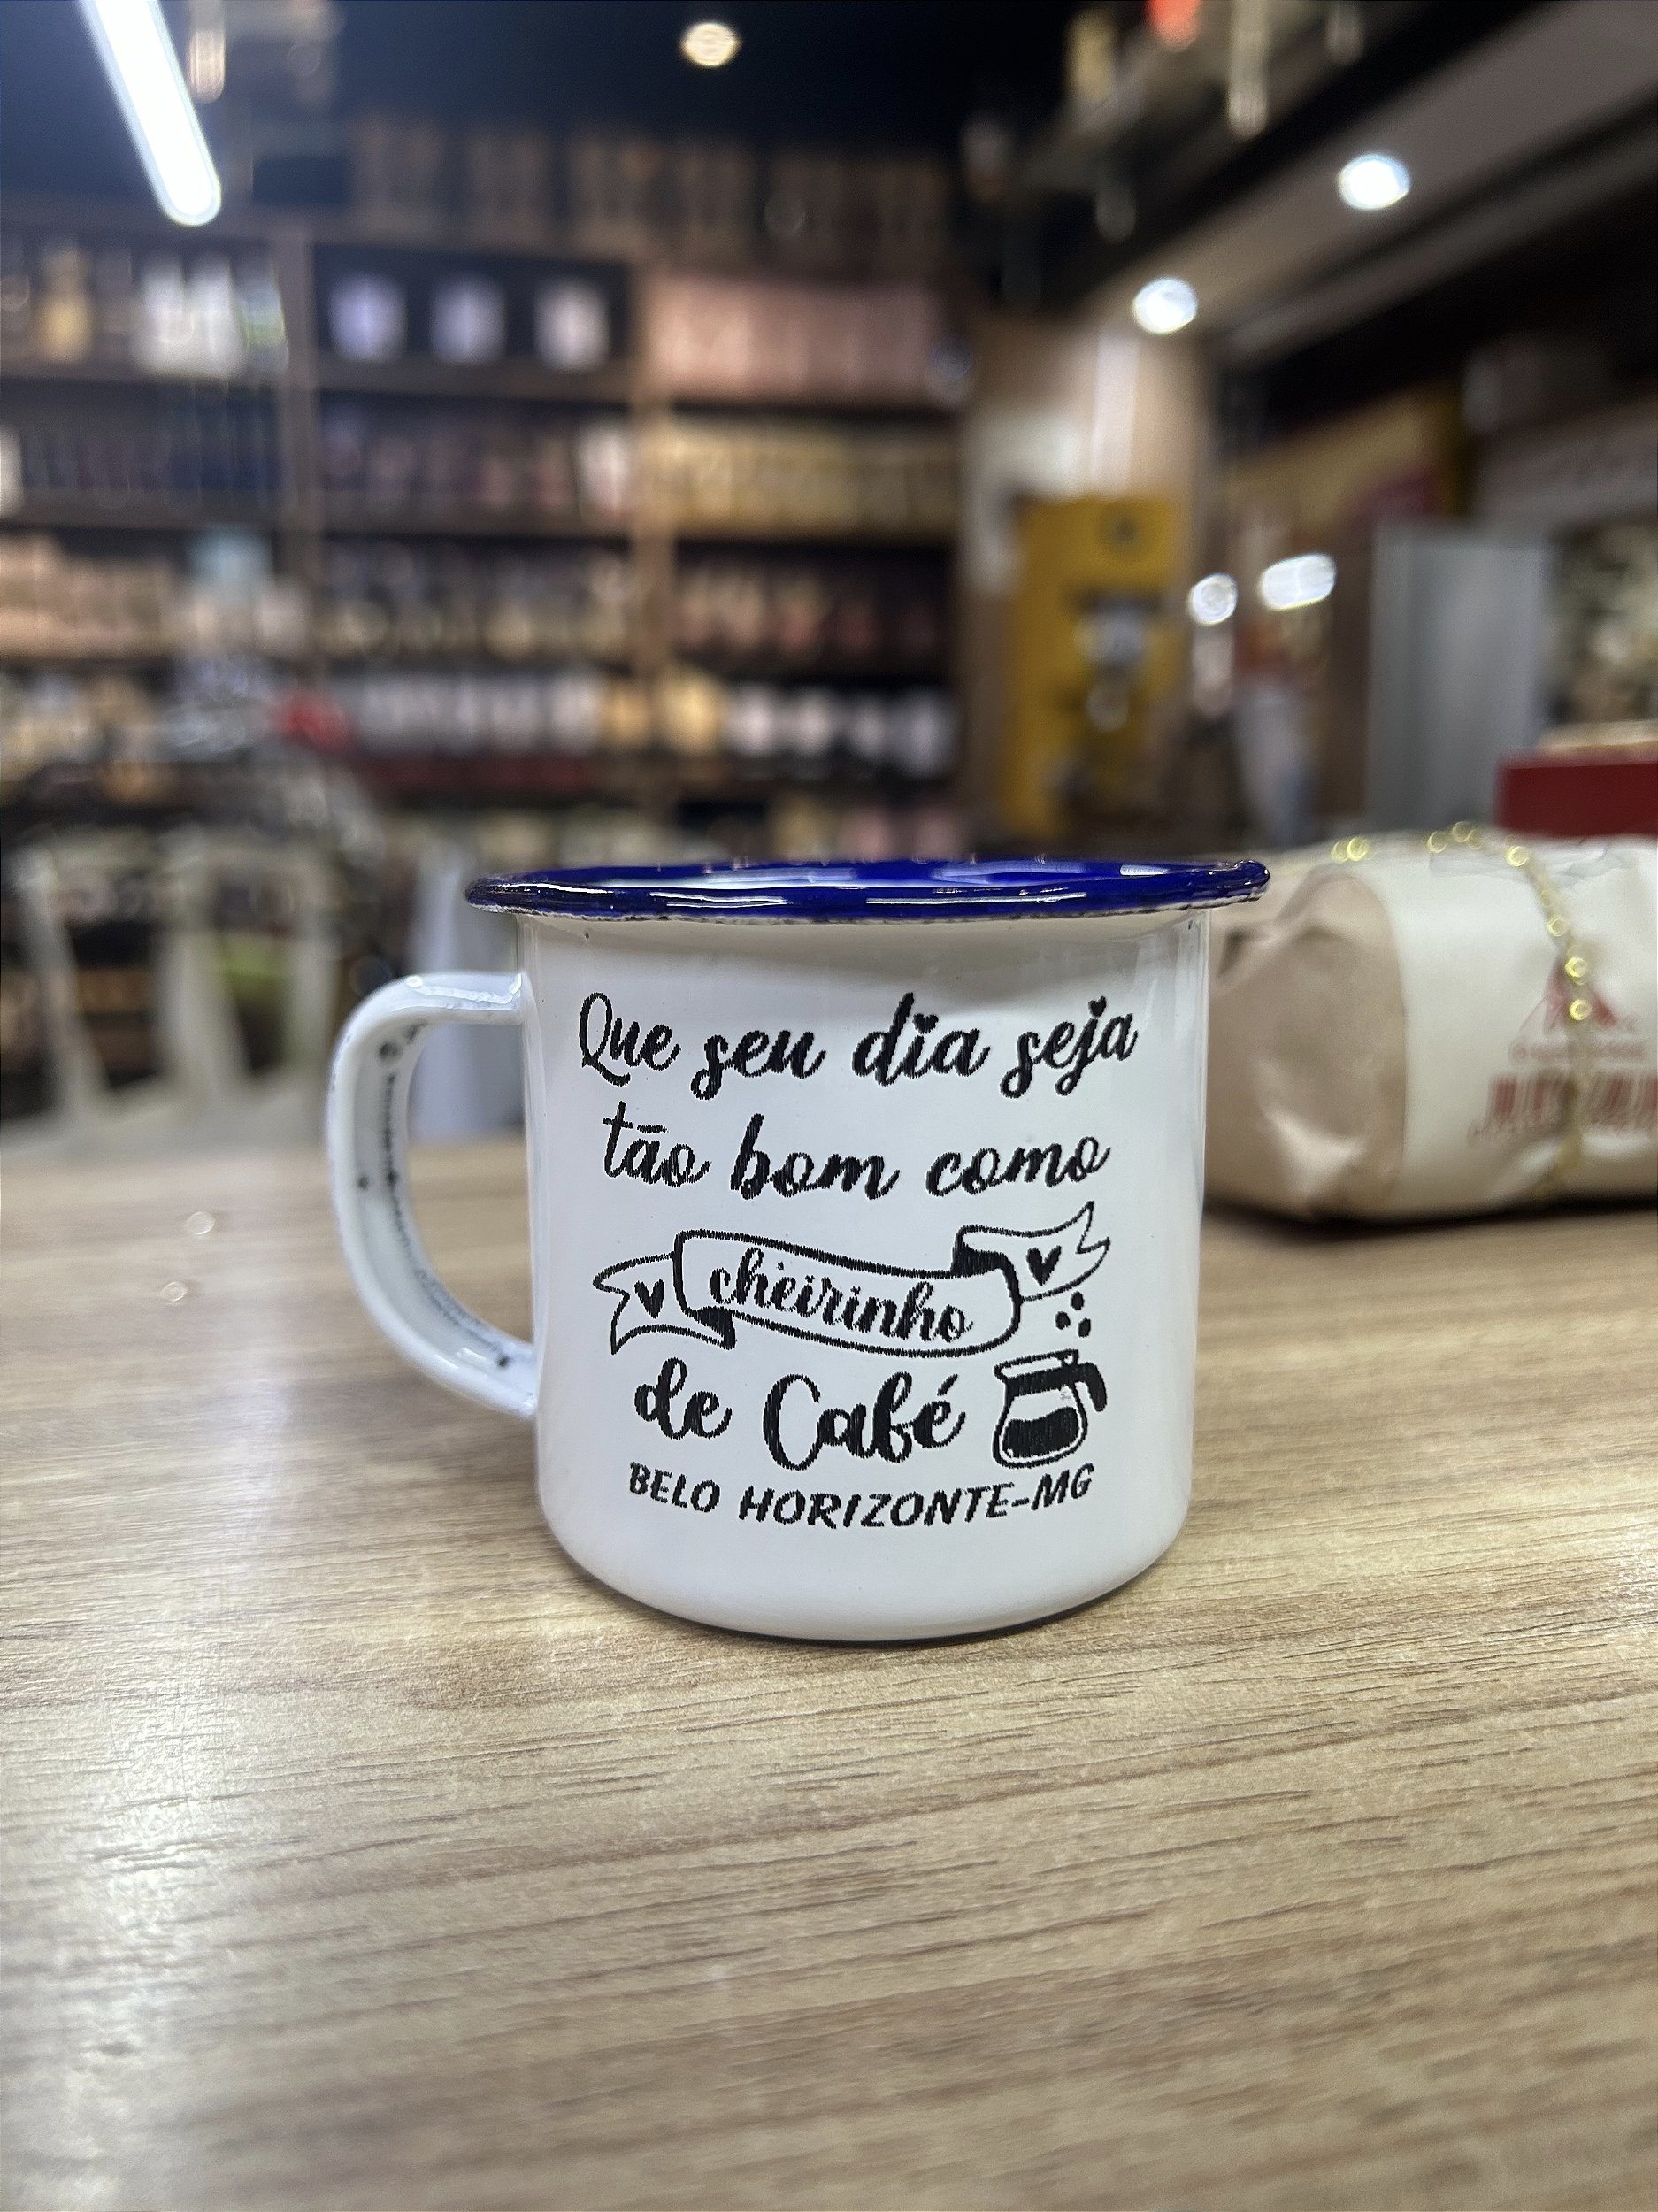 Que seu dia seja
tão bom como
cheirinho
de Café
BELO HORIZONTE-MG